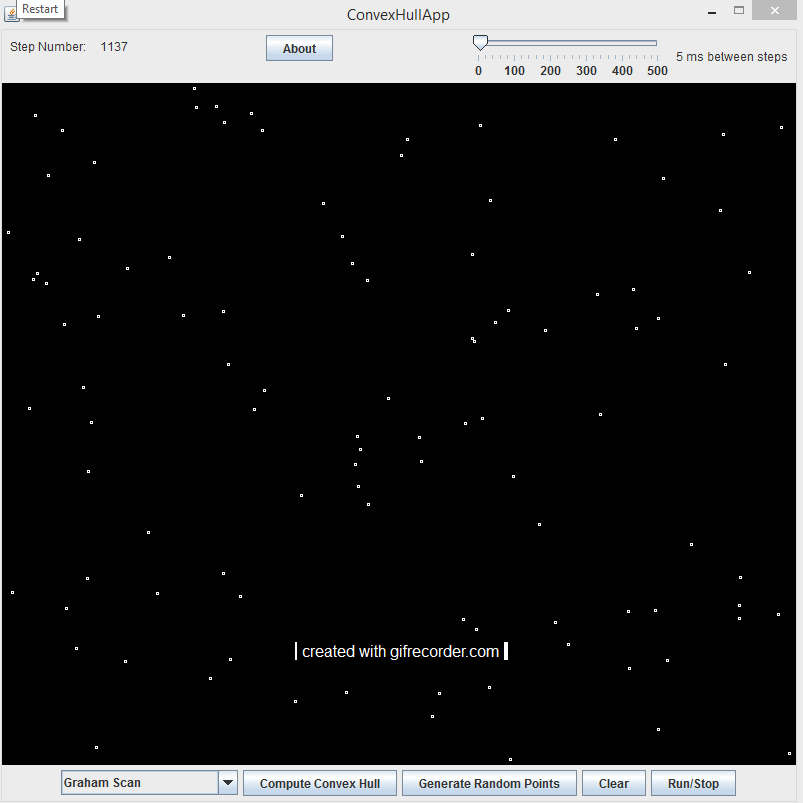 Restart
ConvexHullApp
Step Number: 1137
About
0 100 200 300 400 500
5 ms between steps
created with gifrecorder.com
Graham Scan
Compute Convex Hull
Generate Random Points
Clear
Run/Stop